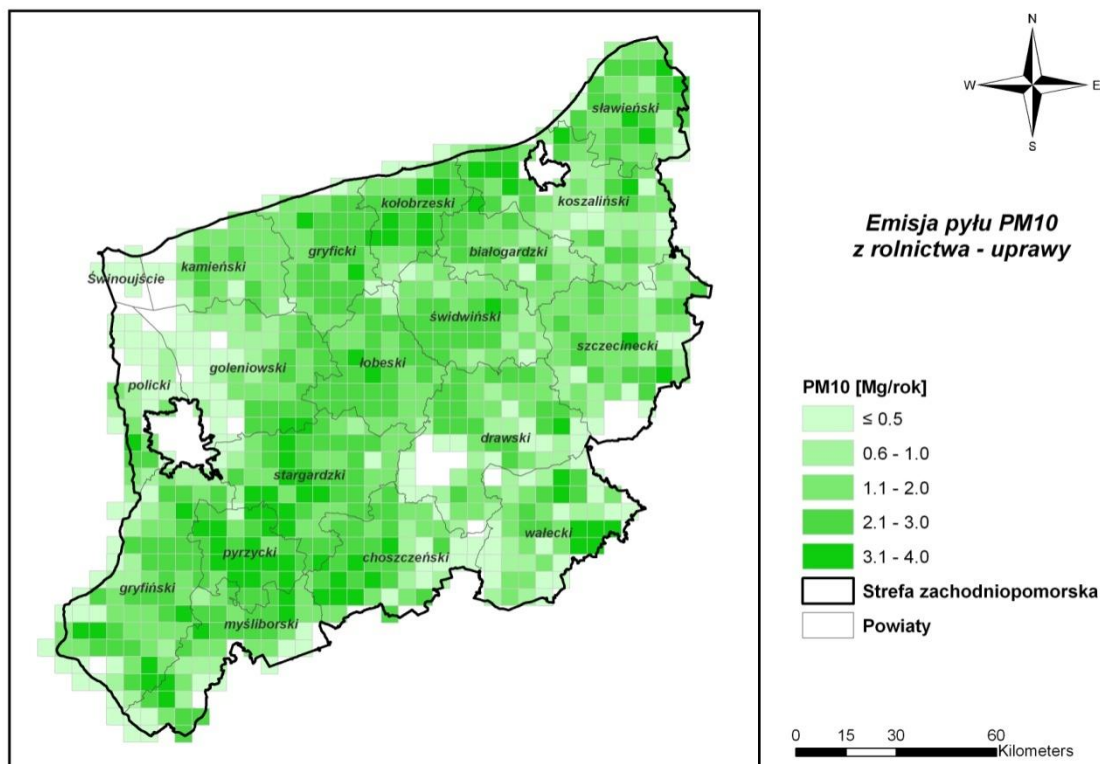 N
W E
S
Emisja pyłu PM10
z rolnictwa - uprawy
PM10 [Mg/rok]
≤ 0.5
0.6 - 1.0
1.1 - 2.0
2.1 - 3.0
3.1 - 4.0
Strefa zachodniopomorska
Powiaty
0 15 30 60
Kilometers
sławieński
koszaliński
kołobrzeski
białogardzki
gryficki
kamieński
Świnoujście
świdwiński
szczecinecki
łobeski
goleniowski
policki
drawski
stargardzki
wałecki
pyrzycki
choszczeński
gryfiński
myśliborski